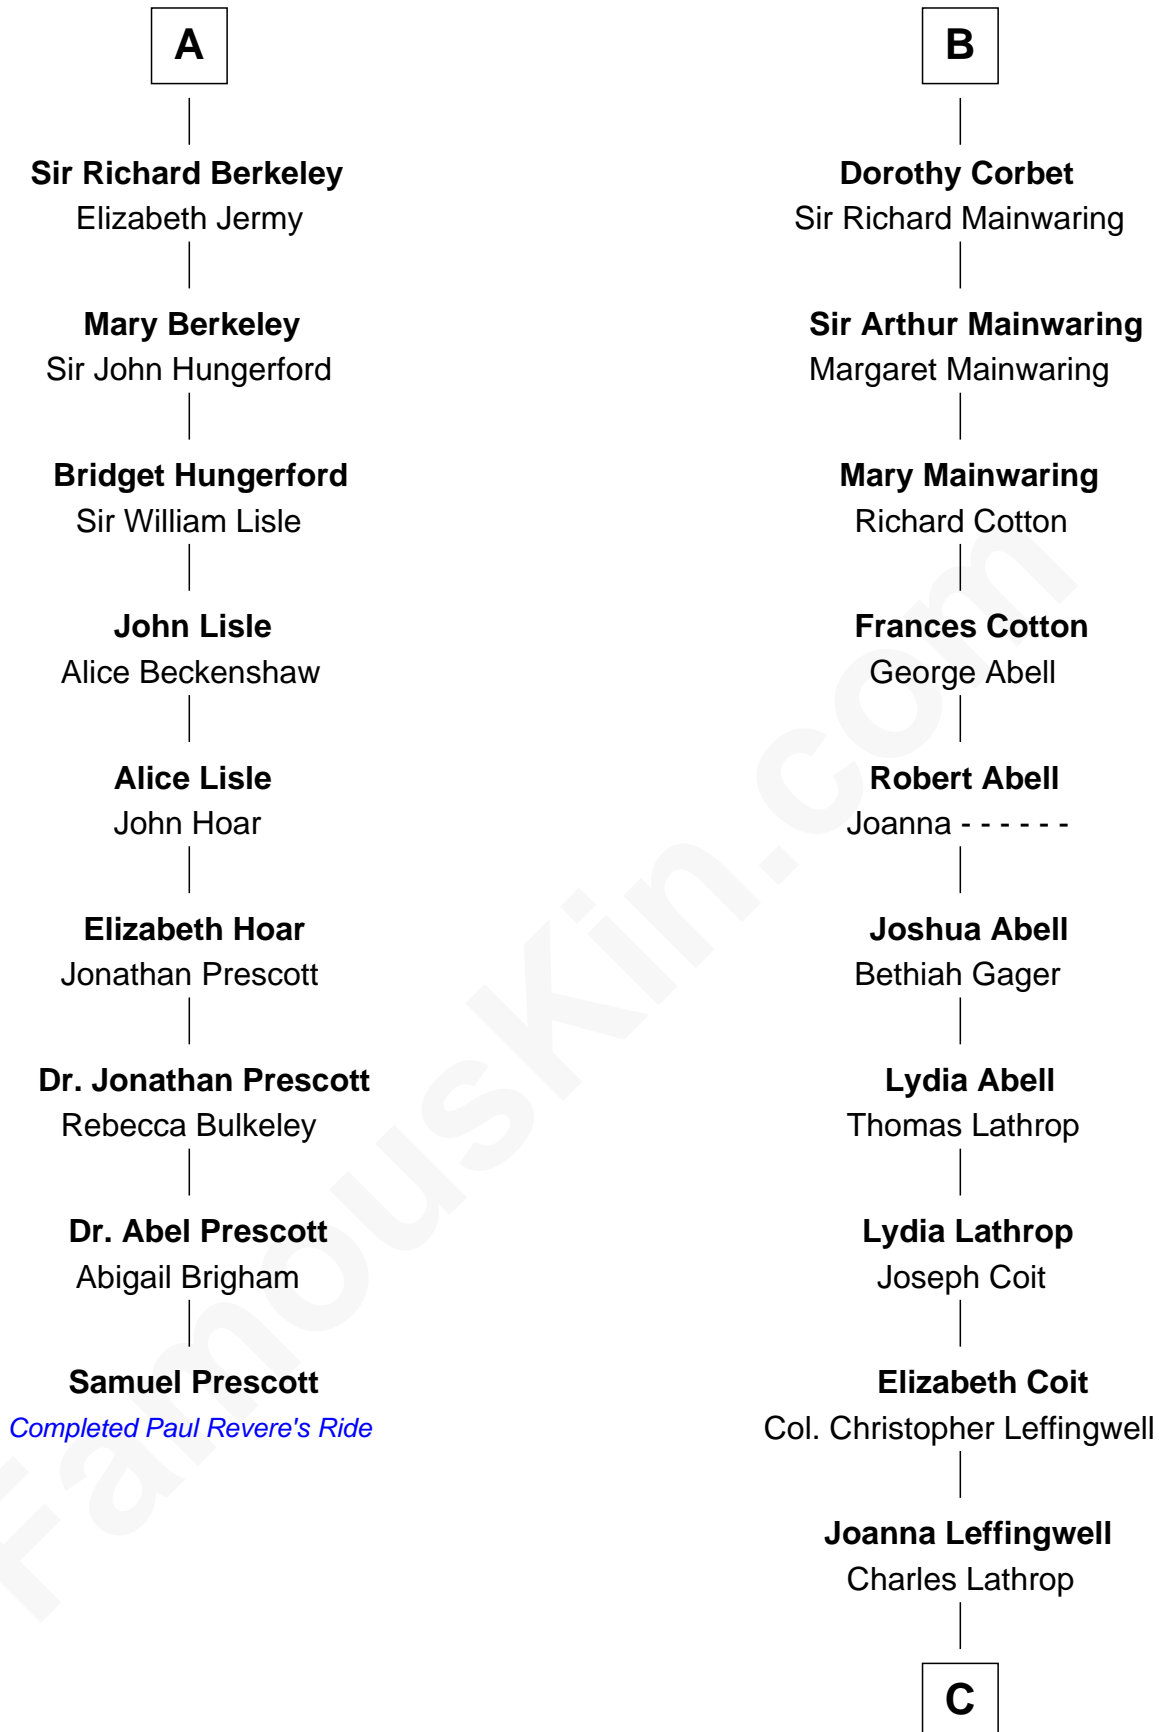 A
Sir Richard Berkeley
Elizabeth Jermy
Mary Berkeley
Sir John Hungerford
Bridget Hungerford
Sir William Lisle
John Lisle
Alice Beckenshaw
Alice Lisle
John Hoar
Elizabeth Hoar
Jonathan Prescott
Dr. Jonathan Prescott
Rebecca Bulkeley
Dr. Abel Prescott
Abigail Brigham
Samuel Prescott
Completed Paul Revere's Ride
B
Dorothy Corbet
Sir Richard Mainwaring
Sir Arthur Mainwaring
Margaret Mainwaring
Mary Mainwaring
Richard Cotton
Frances Cotton
George Abell
Robert Abell
Joanna - - - - - -
Joshua Abell
Bethiah Gager
Lydia Abell
Thomas Lathrop
Lydia Lathrop
Joseph Coit
Elizabeth Coit
Col. Christopher Leffingwell
Joanna Leffingwell
Charles Lathrop
C
FamousKin.com